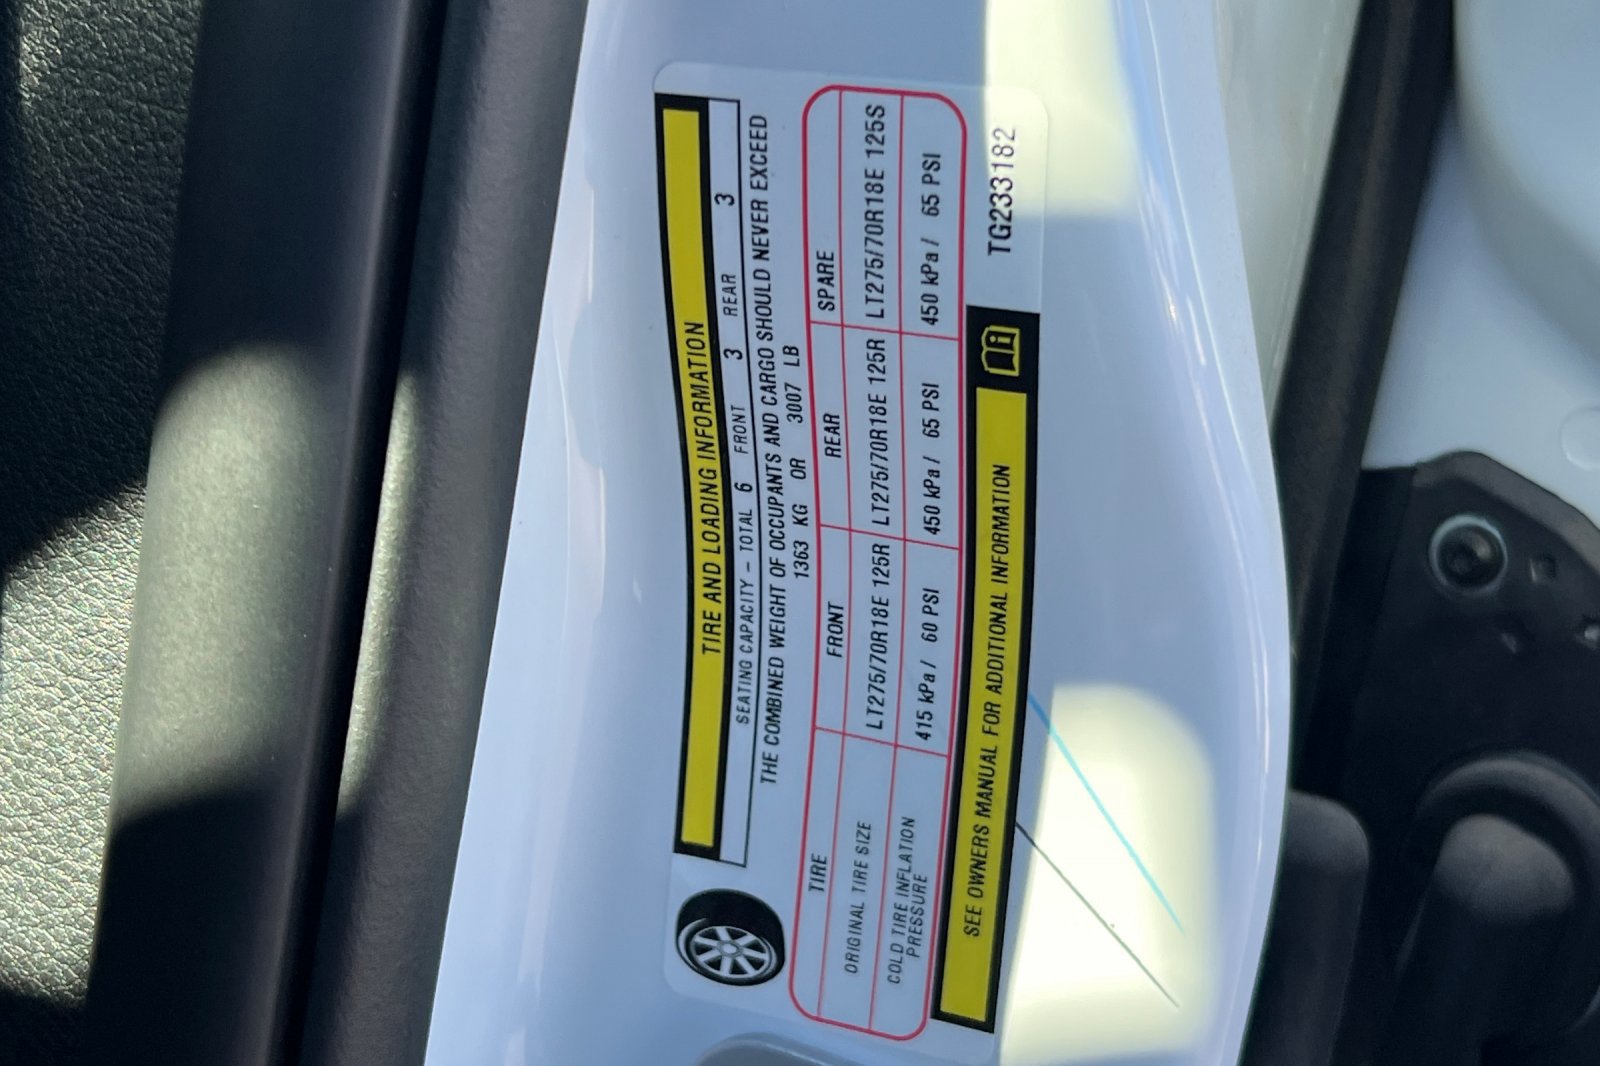 TIRE AND LOADING INFORMATION
SEATING CAPACITY – TOTAL 6 FRONT 3 REAR 3
THE COMBINED WEIGHT OF OCCUPANTS AND CARGO SHOULD NEVER EXCEED
1363 KG OR 3007 LB
TIRE FRONT REAR SPARE
ORIGINAL TIRE SIZE LT275/70R18E 125R LT275/70R18E 125R LT275/70R18E 125S
COLD TIRE INFLATION PRESSURE 415 kPa / 60 PSI 450 kPa / 65 PSI 450 kPa / 65 PSI
SEE OWNERS MANUAL FOR ADDITIONAL INFORMATION
TG233182